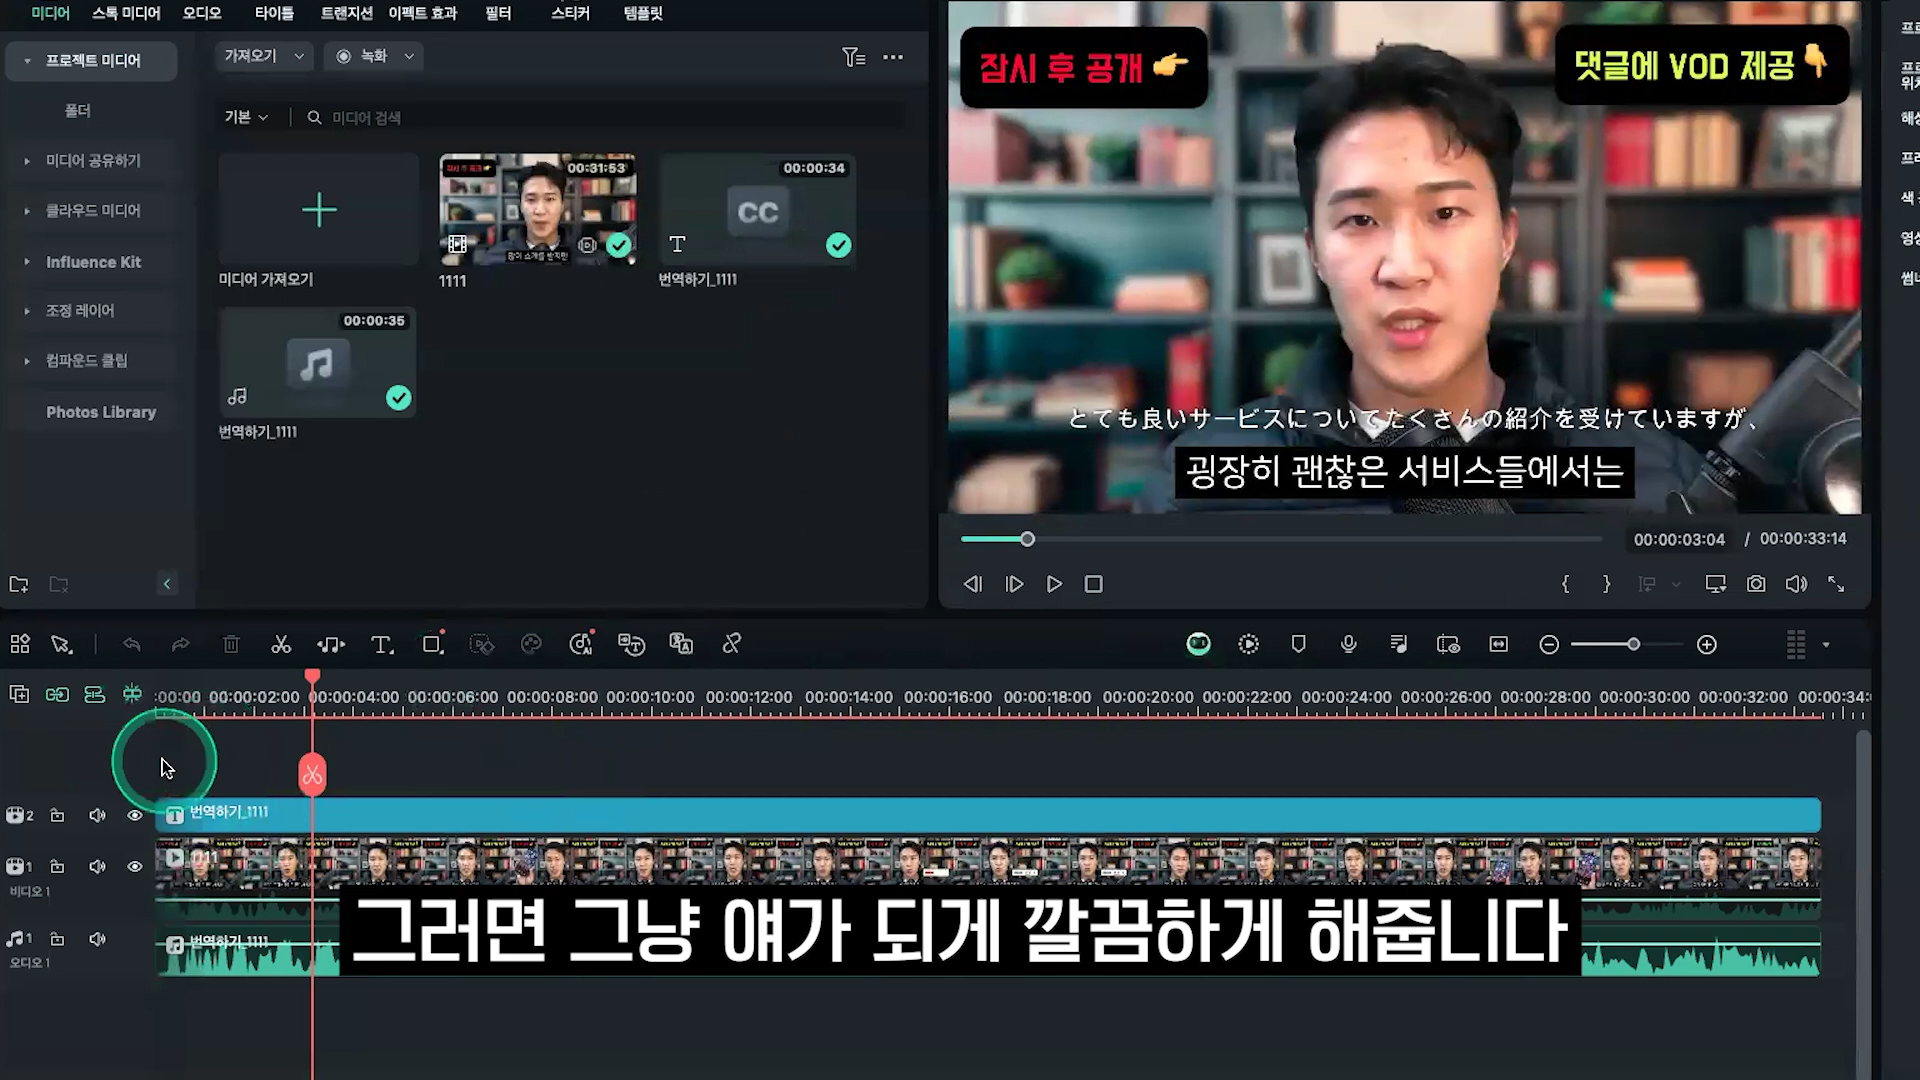 미디어 스톡 미디어 오디오 타이틀 트랜지션 이펙트 효과 필터 스티커 템플릿
프로젝트 미디어
폴더
미디어 공유하기
클라우드 미디어
Influence Kit
조정 레이어
컴파운드 클립
Photos Library
가져오기 녹화
기본 미디어 검색
미디어 가져오기
00:31:53
1111
00:00:34
CC
번역하기_1111
00:00:35
번역하기_1111
잠시 후 공개
댓글에 VOD 제공
とても良いサービスについてたくさんの紹介を受けていますが、
굉장히 괜찮은 서비스들에서는
00:00:03:04 / 00:00:33:14
:00:00 00:00:02:00 00:00:04:00 00:00:06:00 00:00:08:00 00:00:10:00 00:00:12:00 00:00:14:00 00:00:16:00 00:00:18:00 00:00:20:00 00:00:22:00 00:00:24:00 00:00:26:00 00:00:28:00 00:00:30:00 00:00:32:00 00:00:34:0
2 번역하기_1111
1 1111
비디오 1
1 번역하기_1111
오디오 1
그러면 그냥 얘가 되게 깔끔하게 해줍니다